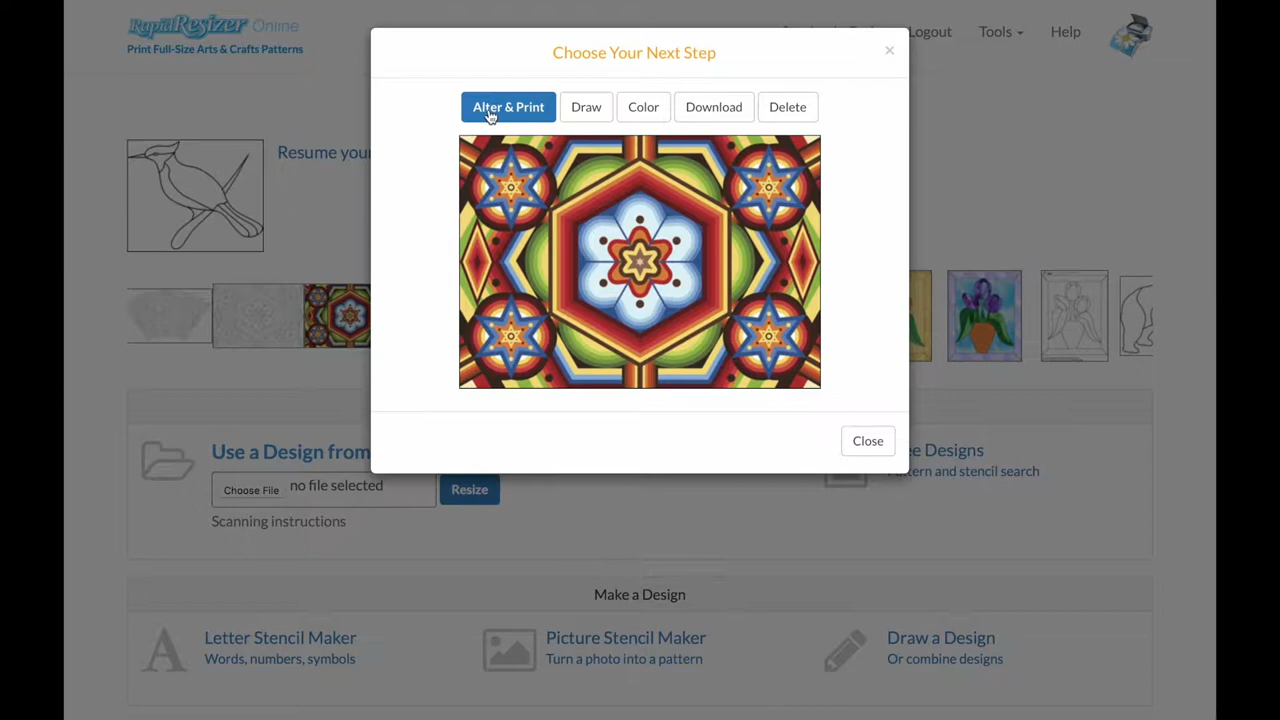 RapidResizer Online
Print Full-Size Arts & Crafts Patterns
Logout
Tools
Help
Choose Your Next Step
×
Alter & Print
Draw
Color
Download
Delete
Resume your
Close
Use a Design from
Choose File
no file selected
Resize
Scanning instructions
ee Designs
attern and stencil search
Make a Design
A
Letter Stencil Maker
Words, numbers, symbols
Picture Stencil Maker
Turn a photo into a pattern
Draw a Design
Or combine designs